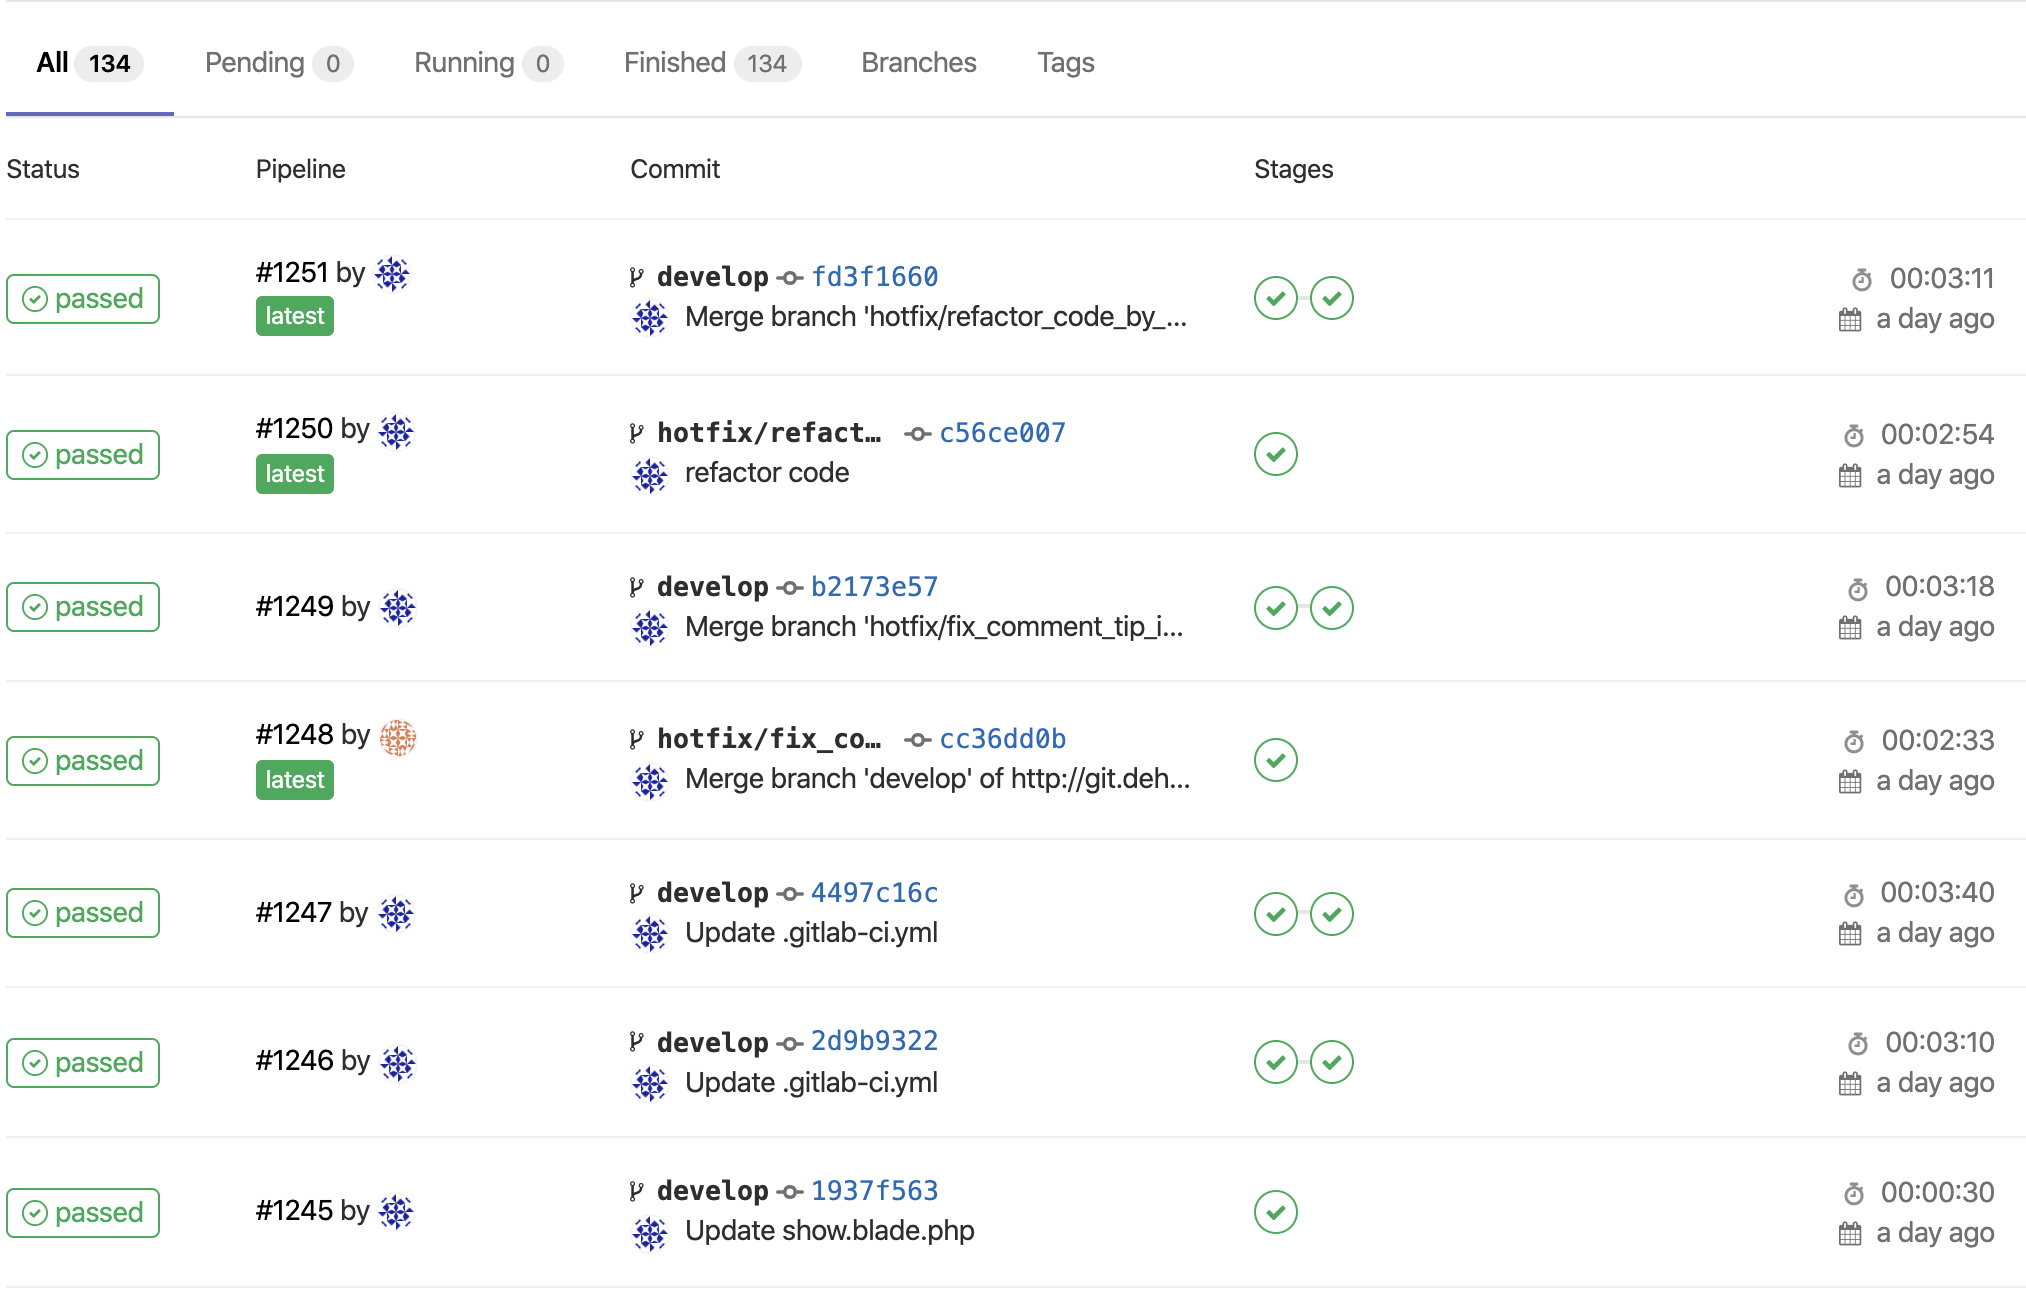 All 134 Pending 0 Running 0 Finished 134 Branches Tags
Status Pipeline Commit Stages
passed
#1251 by
latest
develop fd3f1660
Merge branch 'hotfix/refactor_code_by_...
00:03:11
a day ago
passed
#1250 by
latest
hotfix/refact… c56ce007
refactor code
00:02:54
a day ago
passed
#1249 by
develop b2173e57
Merge branch 'hotfix/fix_comment_tip_i...
00:03:18
a day ago
passed
#1248 by
latest
hotfix/fix_co… cc36dd0b
Merge branch 'develop' of http://git.deh...
00:02:33
a day ago
passed
#1247 by
develop 4497c16c
Update .gitlab-ci.yml
00:03:40
a day ago
passed
#1246 by
develop 2d9b9322
Update .gitlab-ci.yml
00:03:10
a day ago
passed
#1245 by
develop 1937f563
Update show.blade.php
00:00:30
a day ago